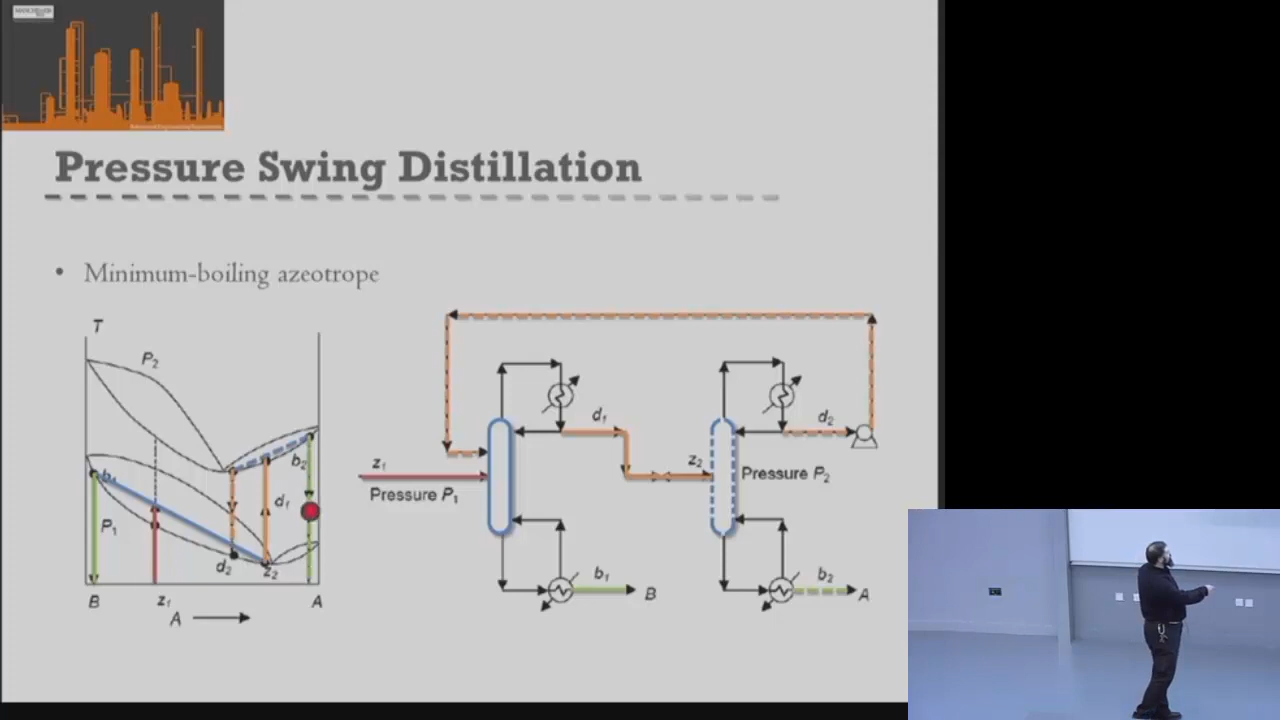 Pressure Swing Distillation
• Minimum-boiling azeotrope
T
P2
b1
P1
d2
z2
d1
b2
B
z1
A
A
z1
Pressure P1
d1
z2
Pressure P2
d2
b1
B
b2
A